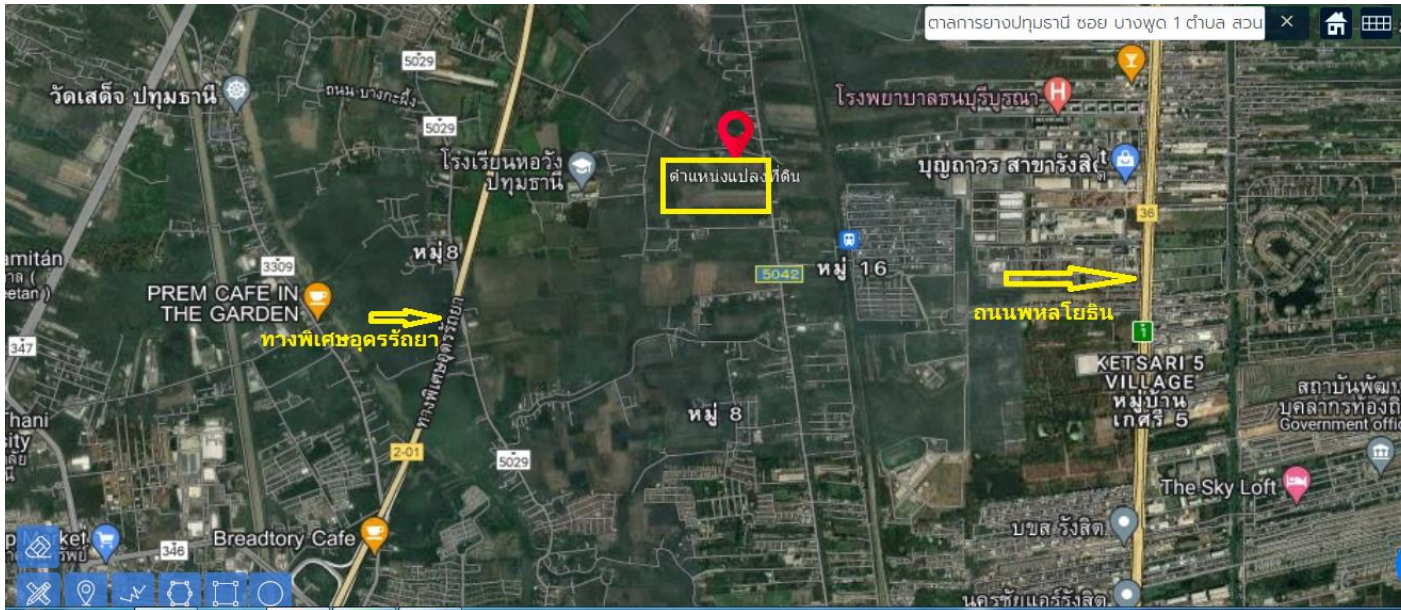 ตาลการยางปทุมธานี ซอย บางพูด 1 ตำบล สวน
5029
วัดเสด็จ ปทุมธานี
ถนน บางกะผึ้ง
โรงพยาบาลธนบุรีบูรณา
H
5029
โรงเรียนหอวัง
ปทุมธานี
ตำแหน่งแปลงที่ดิน
บุญถาวร สาขารังสิต
36
หมู่ 8
amitán
3309
5042
หมู่ 16
PREM CAFE IN
THE GARDEN
ถนนพหลโยธิน
ทางพิเศษอุดรรัถยา
ทางพิเศษอุดรรัถยา
347
1
KETSARI 5
VILLAGE
หมู่บ้าน
เกศรี 5
สถาบันพัฒน
บุคลากรท้องถิ
Government offic
หมู่ 8
Thani
sity
2-01
5029
The Sky Loft
บขส รังสิต
Breadtory Cafe
346
นครชัยแอร์รังสิต